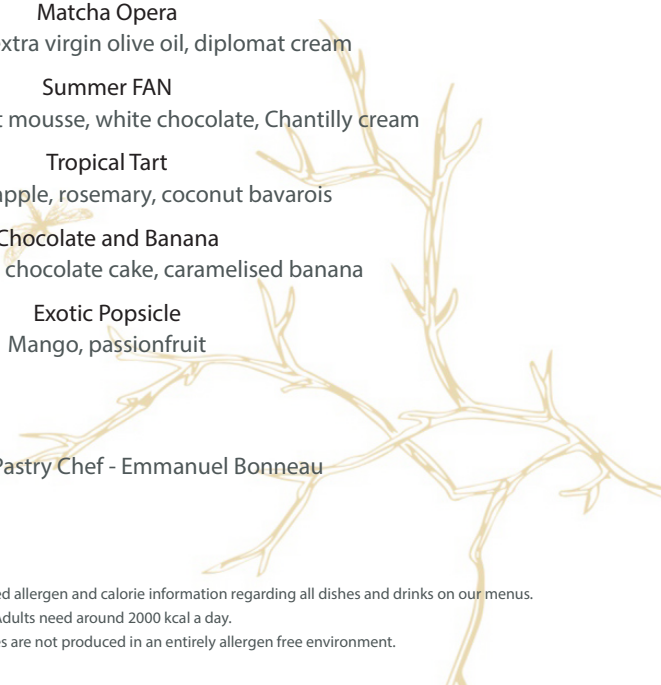 Matcha Opera
extra virgin olive oil, diplomat cream
Summer FAN
mousse, white chocolate, Chantilly cream
Tropical Tart
apple, rosemary, coconut bavarois
Chocolate and Banana
chocolate cake, caramelised banana
Exotic Popsicle
Mango, passionfruit
Pastry Chef - Emmanuel Bonneau
ed allergen and calorie information regarding all dishes and drinks on our menus.
Adults need around 2000 kcal a day.
es are not produced in an entirely allergen free environment.